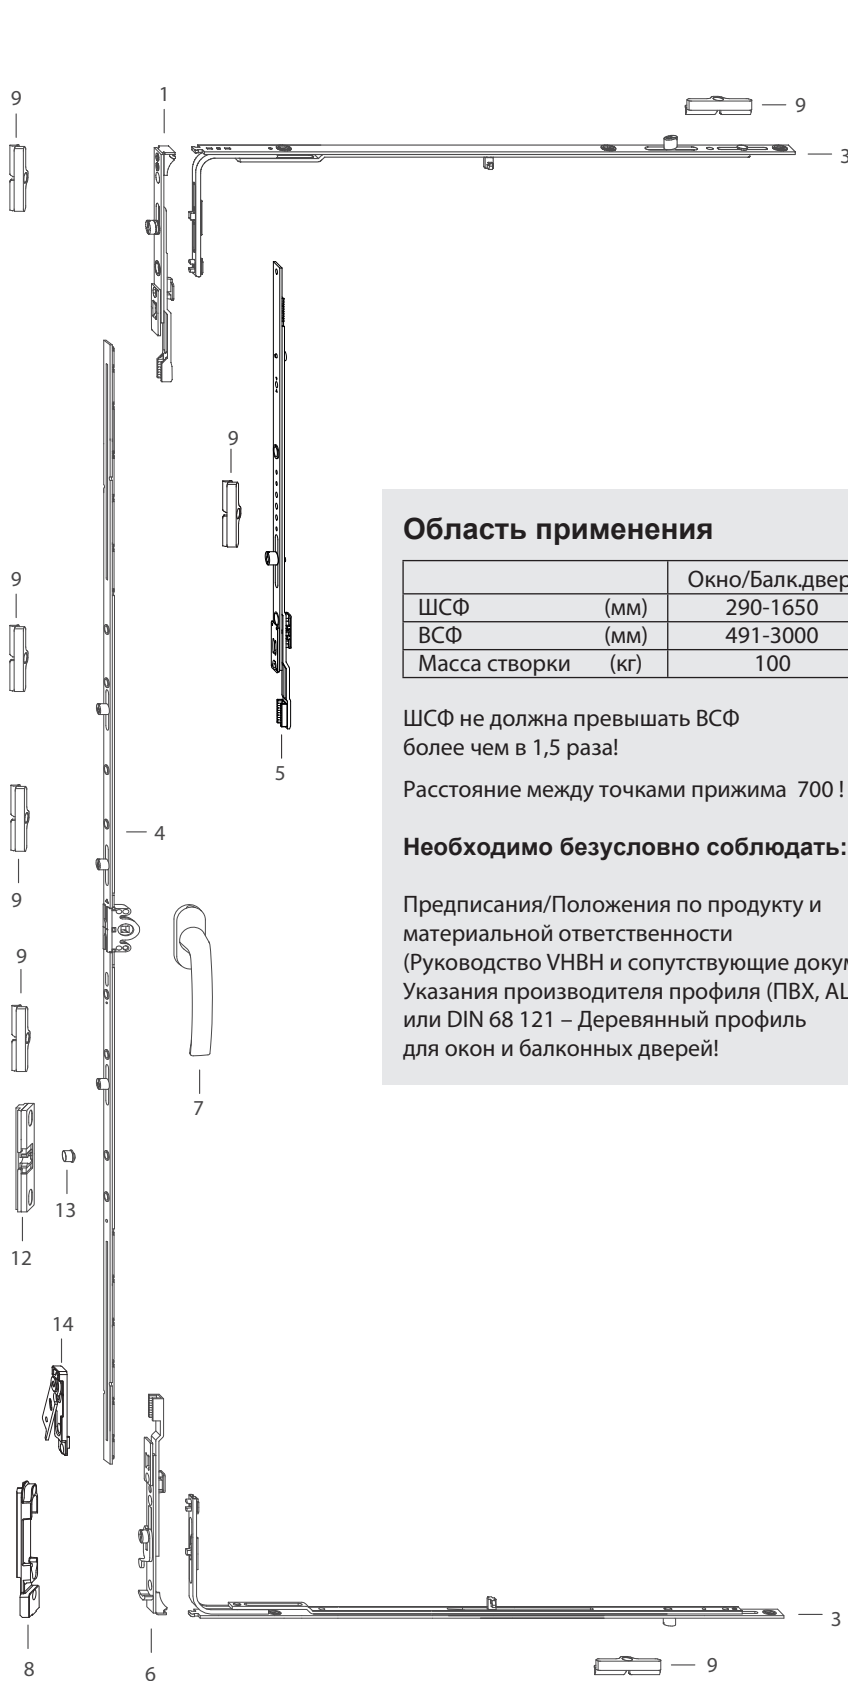 9
1
9
3
9
5
9
4
9
7
9
12
13
14
8
6
3
9
Область применения
Окно/Балк.двер
ШСФ (мм) 290-1650
ВСФ (мм) 491-3000
Масса створки (кг) 100
ШСФ не должна превышать ВСФ
более чем в 1,5 раза!
Расстояние между точками прижима 700 !
Необходимо безусловно соблюдать:
Предписания/Положения по продукту и
материальной ответственности
(Руководство VHBH и сопутствующие докум
Указания производителя профиля (ПВХ, AL
или DIN 68 121 – Деревянный профиль
для окон и балконных дверей!